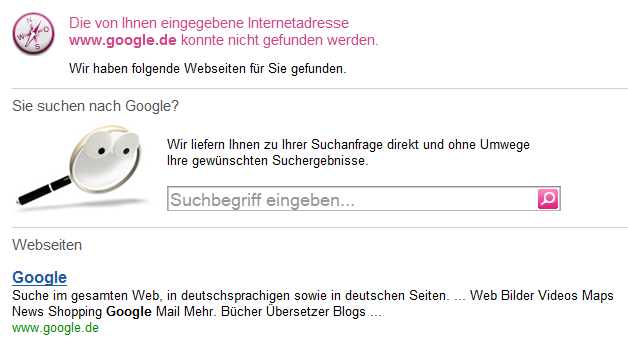 Die von Ihnen eingegebene Internetadresse
www.google.de konnte nicht gefunden werden.
Wir haben folgende Webseiten für Sie gefunden.
Sie suchen nach Google?
Wir liefern Ihnen zu Ihrer Suchanfrage direkt und ohne Umwege
Ihre gewünschten Suchergebnisse.
Suchbegriff eingeben...
Webseiten
Google
Suche im gesamten Web, in deutschsprachigen sowie in deutschen Seiten. ... Web Bilder Videos Maps
News Shopping Google Mail Mehr. Bücher Übersetzer Blogs ...
www.google.de